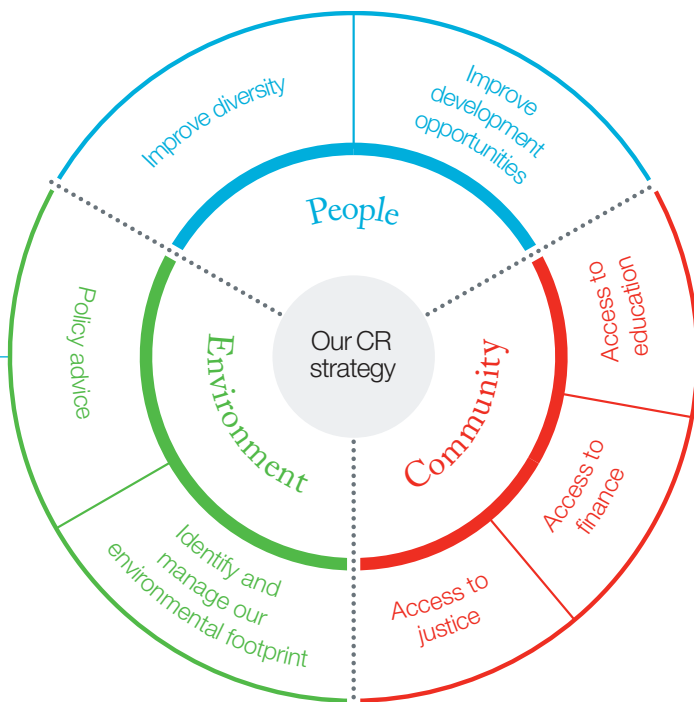 Improve diversity
Improve
development
opportunities
People
Our CR
strategy
Environment
Community
Policy advice
Identify and
manage our
environmental footprint
Access to
education
Access to
finance
Access to
justice